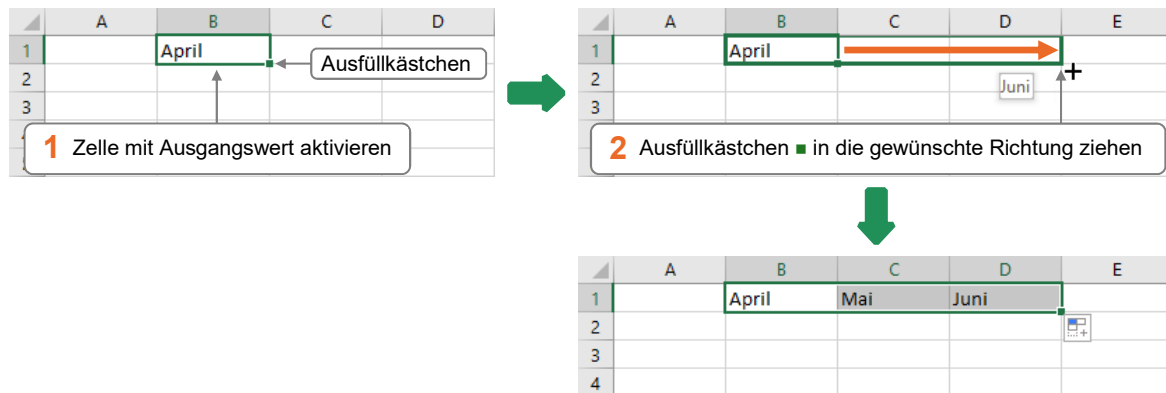 A B C D
1 April
Ausfüllkästchen
2
3
1 Zelle mit Ausgangswert aktivieren
A B C D E
1 April
2
Juni
3
2 Ausfüllkästchen ■ in die gewünschte Richtung ziehen
A B C D E
1 April Mai Juni
2
3
4